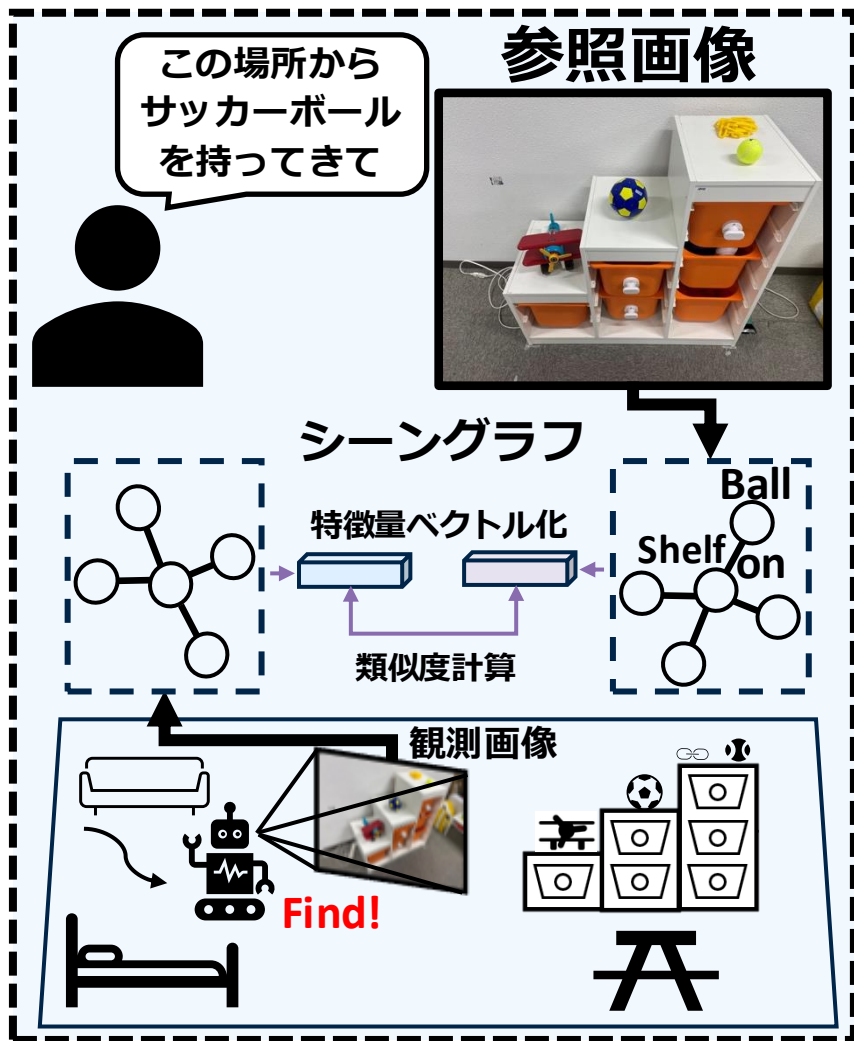 この場所から
サッカーボール
を持ってきて
参照画像
シーングラフ
Ball
Shelf
on
特徴量ベクトル化
類似度計算
観測画像
Find!